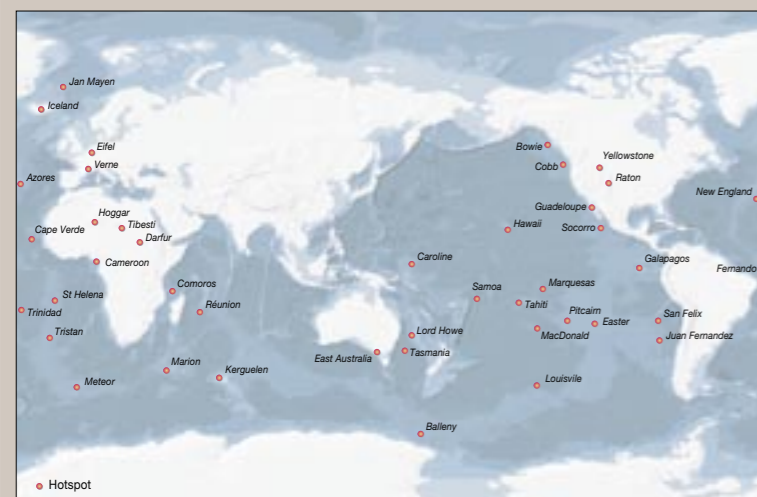 Jan Mayen
Iceland
Eifel
Verne
Azores
Hoggar
Tibesti
Cape Verde
Darfur
Cameroon
Comoros
St Helena
Réunion
Trinidad
Tristan
Marion
Kerguelen
Meteor
Bowie
Cobb
Yellowstone
Raton
New England
Guadeloupe
Hawaii
Socorro
Caroline
Galapagos
Fernando
Samoa
Marquesas
Tahiti
Pitcairn
San Felix
Easter
MacDonald
Juan Fernandez
Lord Howe
East Australia
Tasmania
Louisvile
Balleny
Hotspot